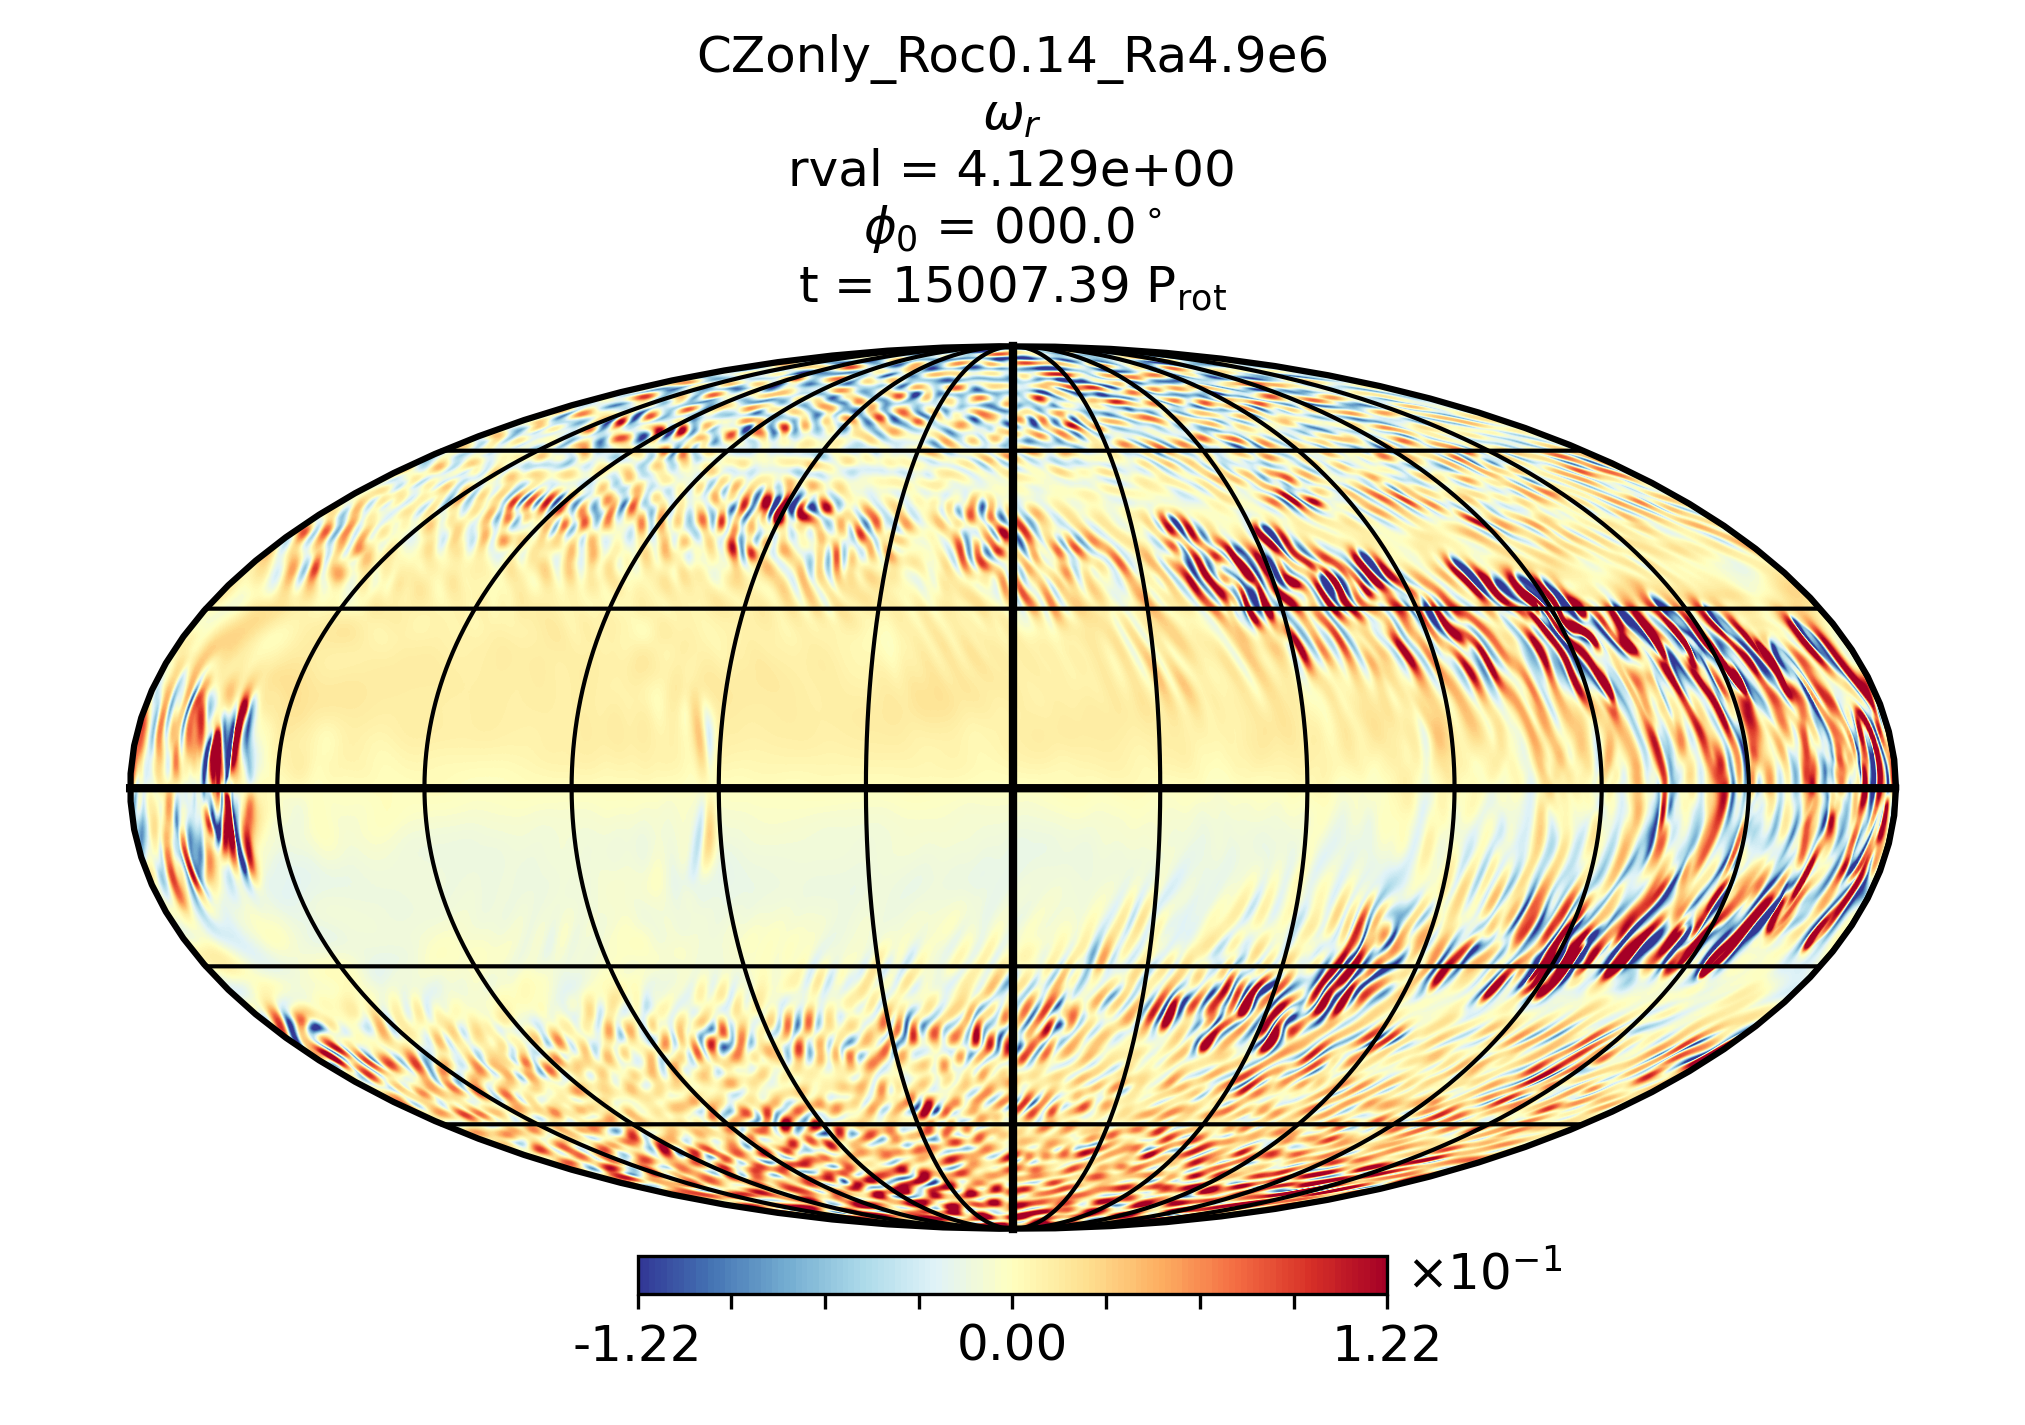 CZonly_Roc0.14_Ra4.9e6
ω_r
rval = 4.129e+00
ϕ₀ = 000.0°
t = 15007.39 P_rot
×10⁻¹
-1.22 0.00 1.22